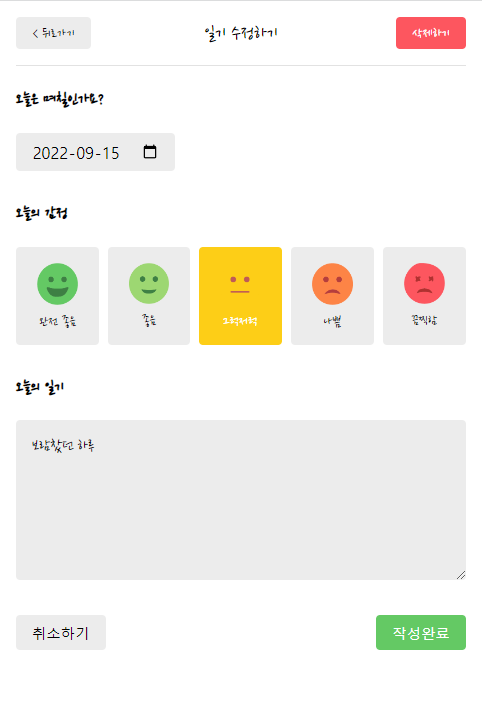 < 뒤로가기 일기 수정하기 삭제하기
오늘은 며칠인가요?
2022-09-15
오늘의 감정
완전 좋음 좋음 그럭저럭 나쁨 끔찍함
오늘의 일기
보람찼던 하루
취소하기 작성완료